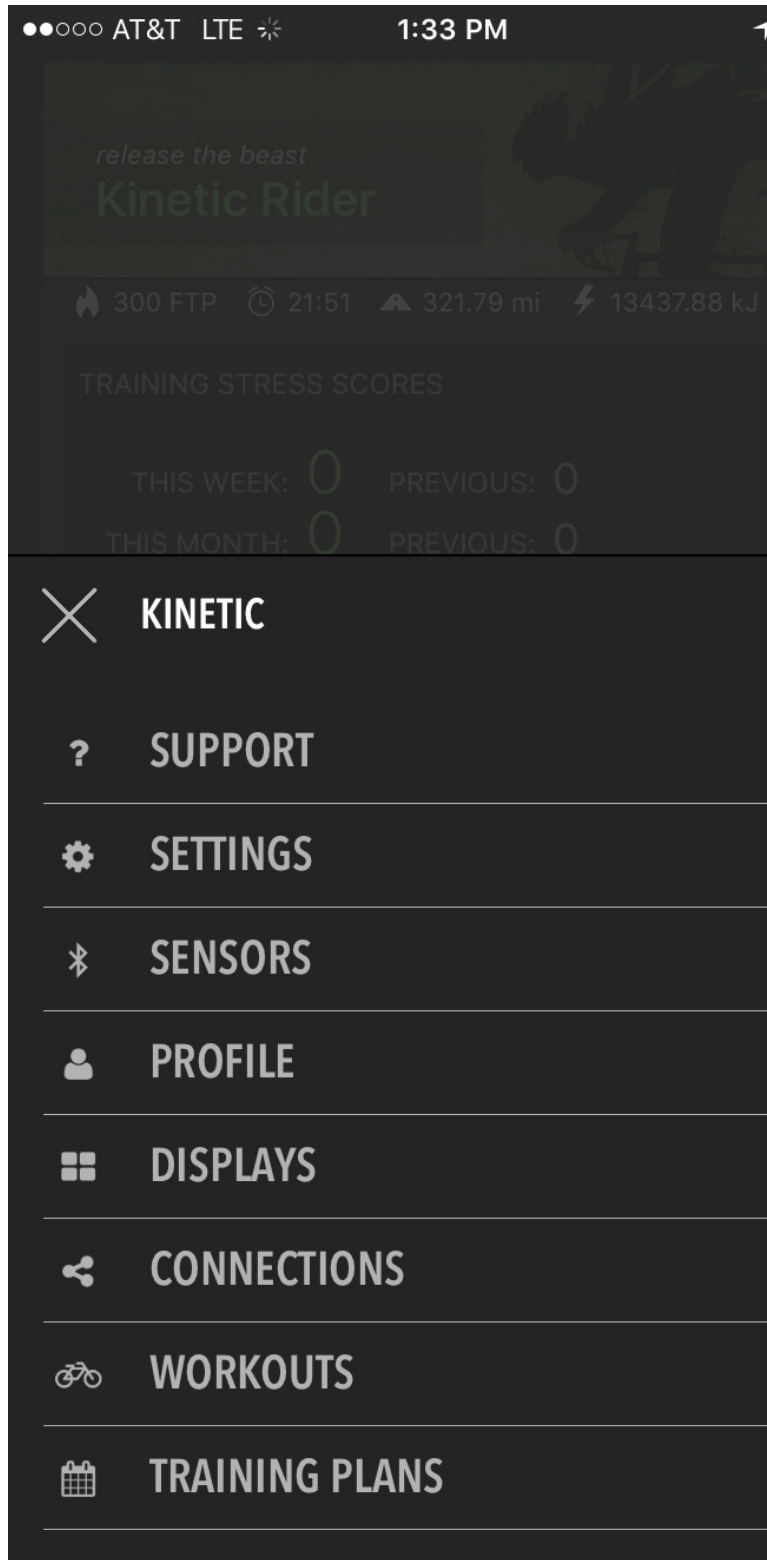 AT&T LTE 1:33 PM
release the beast
Kinetic Rider
300 FTP 21:51 321.79 mi 13437.88 kJ
TRAINING STRESS SCORES
THIS WEEK: 0 PREVIOUS: 0
THIS MONTH: 0 PREVIOUS: 0
KINETIC
? SUPPORT
SETTINGS
SENSORS
PROFILE
DISPLAYS
CONNECTIONS
WORKOUTS
TRAINING PLANS